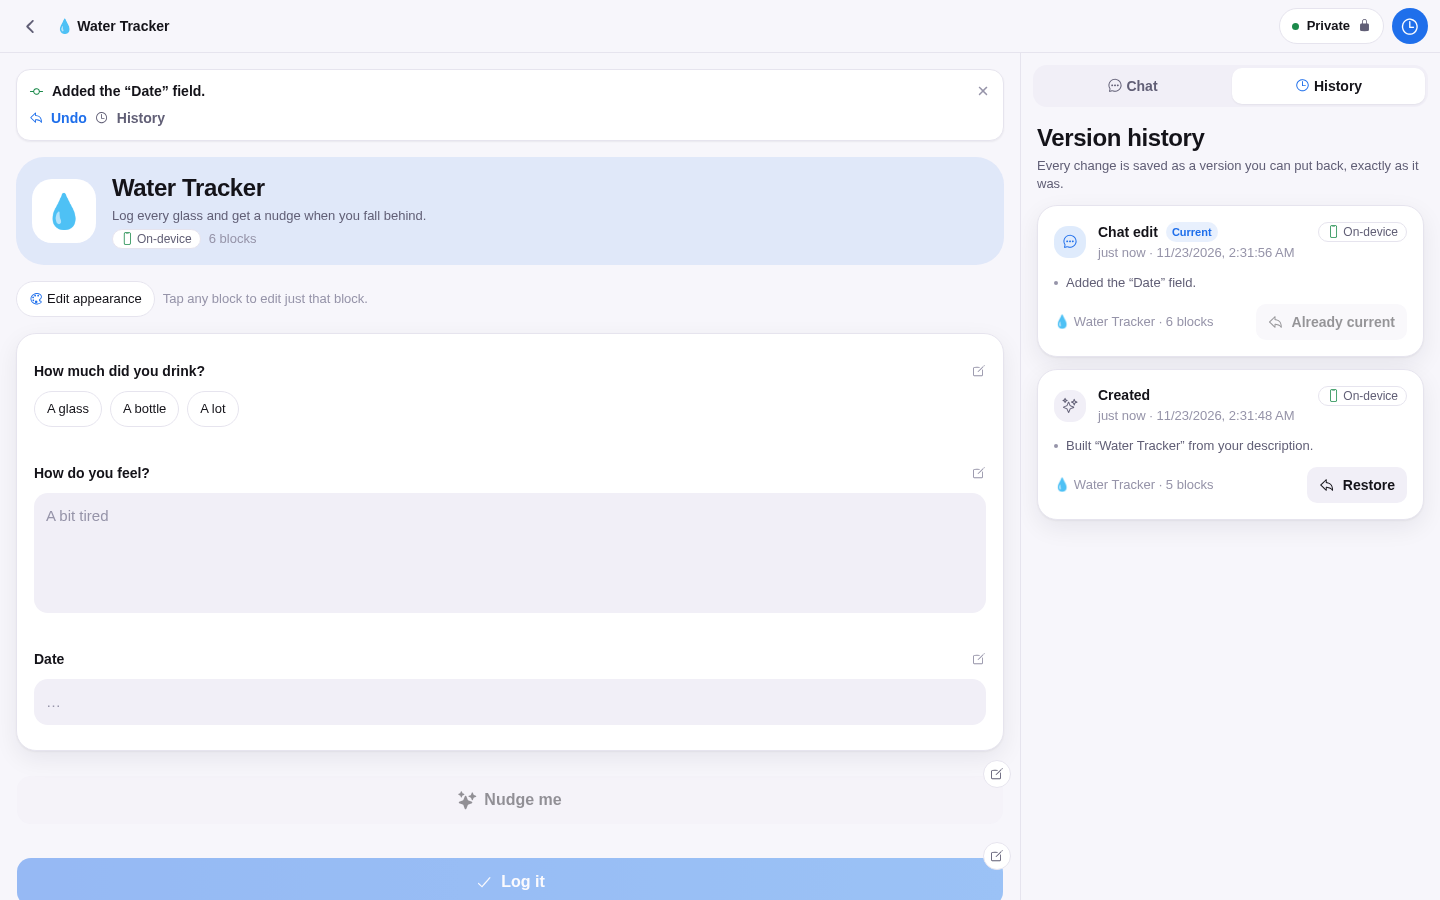 Water Tracker
Private
Added the “Date” field.
Undo
History
Water Tracker
Log every glass and get a nudge when you fall behind.
On-device
6 blocks
Edit appearance
Tap any block to edit just that block.
How much did you drink?
A glass
A bottle
A lot
How do you feel?
A bit tired
Date
...
Nudge me
Log it
Chat
History
Version history
Every change is saved as a version you can put back, exactly as it
was.
Chat edit
Current
On-device
just now · 11/23/2026, 2:31:56 AM
• Added the “Date” field.
Water Tracker · 6 blocks
Already current
Created
On-device
just now · 11/23/2026, 2:31:48 AM
• Built “Water Tracker” from your description.
Water Tracker · 5 blocks
Restore